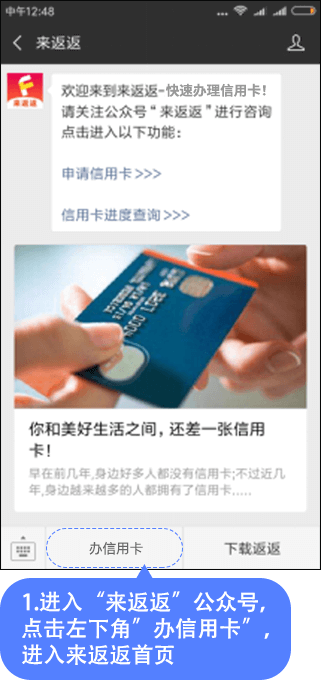 中午12:48
来返返
来返返
欢迎来到来返返-快速办理信用卡！
请关注公众号“来返返”进行咨询
点击进入以下功能：
申请信用卡>>>
信用卡进度查询>>>
你和美好生活之间，还差一张信用
卡！
早在前几年,身边好多人都没有信用卡;不过近几
年,身边越来越多的人都拥有了信用卡.....
办信用卡
下载返返
1.进入“来返返”公众号,
点击左下角”办信用卡”,
进入来返返首页